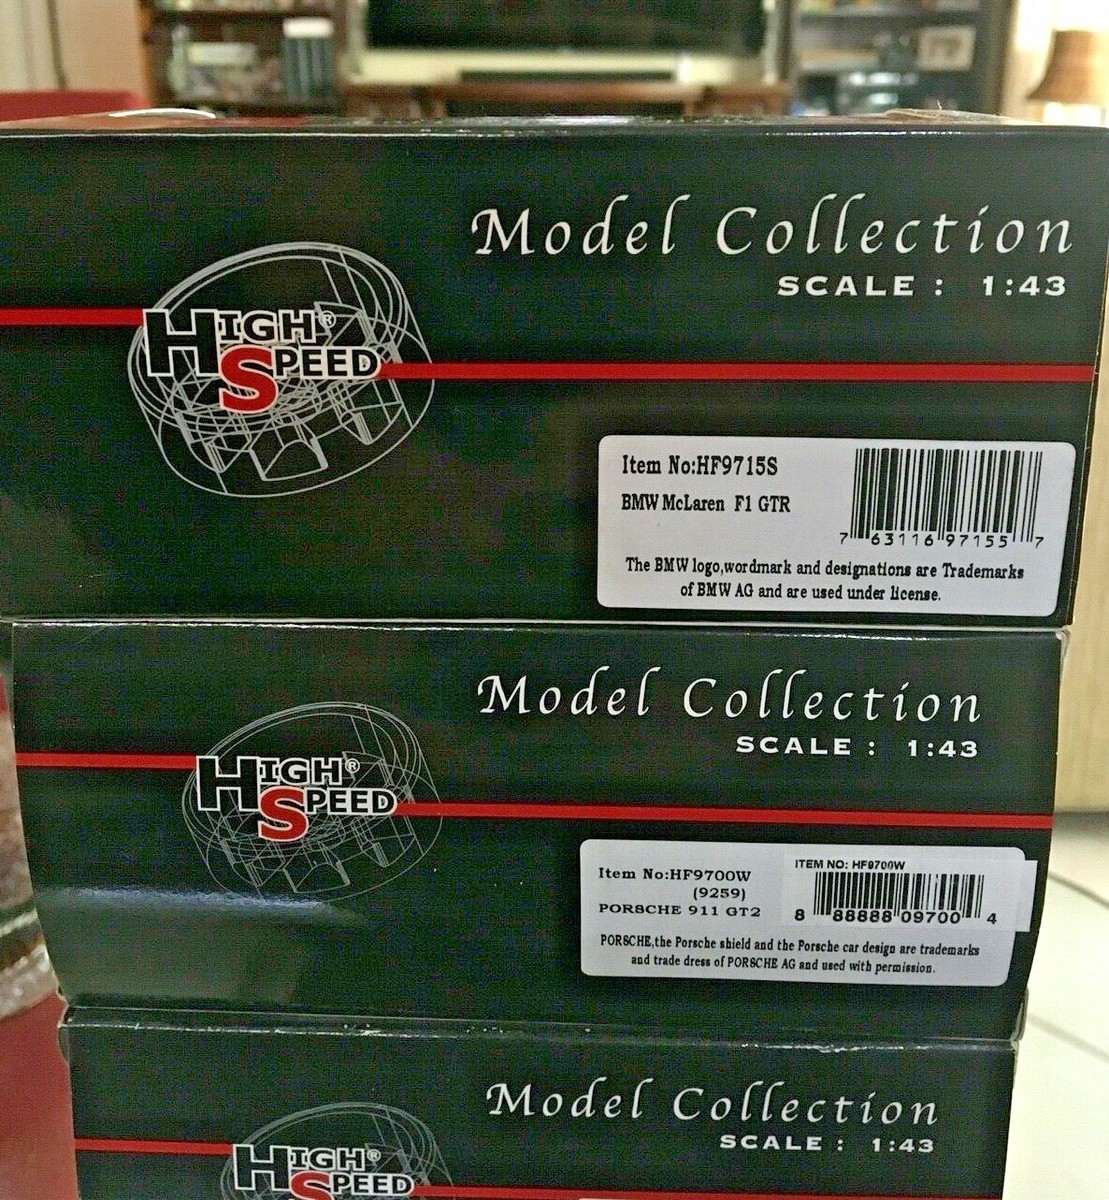 Model Collection
SCALE : 1:43
HIGH®
SPEED
Item No:HF9715S
BMW McLaren F1 GTR
7 63116 97155 7
The BMW logo,wordmark and designations are Trademarks
of BMW AG and are used under license.
Model Collection
SCALE : 1:43
HIGH®
SPEED
Item No:HF9700W
(9259)
PORSCHE 911 GT2
ITEM NO: HF9700W
8 88888 09700 4
PORSCHE,the Porsche shield and the Porsche car design are trademarks
and trade dress of PORSCHE AG and used with permission.
Model Collection
SCALE : 1:43
HIGH®
SPEED